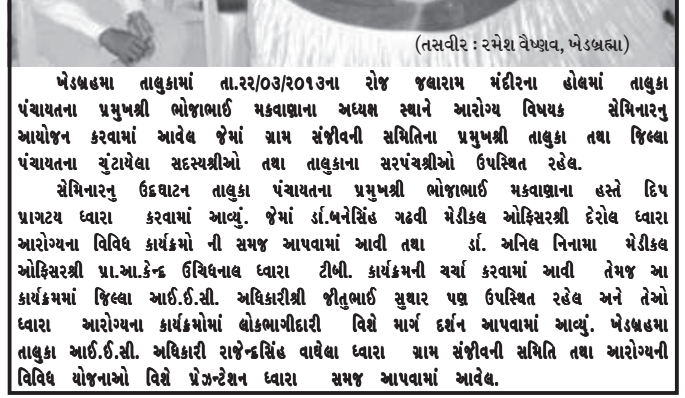 (તસવીર : રમેશ વૈષ્ણવ, ખેડબ્રહ્મા)
ખેડબ્રહમા તાલુકામાં તા.૨૨/૦૩/૨૦૧૩ના રોજ જલારામ મંદીરના હોલમાં તાલુકા
પંચાયતના પ્રમુખશ્રી ભોજાભાઈ મકવાણાના અધ્યક્ષ સ્થાને આરોગ્ય વિષયક સેમિનારનુ
આયોજન કરવામાં આવેલ જેમાં ગ્રામ સંજીવની સમિતિના પ્રમુખશ્રી તાલુકા તથા જિલ્લા
પંચાયતના ચુંટાયેલા સદસ્યશ્રીઓ તથા તાલુકાના સરપંચશ્રીઓ ઉપસ્થિત રહેલ.
સેમિનારનુ ઉદઘાટન તાલુકા પંચાયતના પ્રમુખશ્રી ભોજાભાઈ મકવાણાના હસ્તે દિપ
પ્રાગટય ધ્વારા કરવામાં આવ્યું. જેમાં ર્ડા.બનેસિંહ ગઢવી મેડીકલ ઓફિસરશ્રી દેરોલ ધ્વારા
આરોગ્યના વિવિધ કાર્યક્રમો ની સમજ આપવામાં આવી તથા ર્ડા. અનિલ નિનામા મેડીકલ
ઓફિસરશ્રી પ્રા.આ.કેન્દ્ર ઉંચિધનાલ ધ્વારા ટીબી. કાર્યક્રમની ચર્ચા કરવામાં આવી તેમજ આ
કાર્યક્રમમાં જિલ્લા આઈ.ઈ.સી. અધિકારીશ્રી જીતુભાઈ સુથાર પણ ઉપસ્થિત રહેલ અને તેઓ
ધ્વારા આરોગ્યના કાર્યક્રમોમાં લોકભાગીદારી વિશે માર્ગ દર્શન આપવામાં આવ્યું. ખેડબ્રહમા
તાલુકા આઈ.ઈ.સી. અધિકારી રાજેન્દ્રસિંહ વાઘેલા ધ્વારા ગ્રામ સંજીવની સમિતિ તથા આરોગ્યની
વિવિધ યોજનાઓ વિશે પ્રેઝન્ટેશન ધ્વારા સમજ આપવામાં આવેલ.